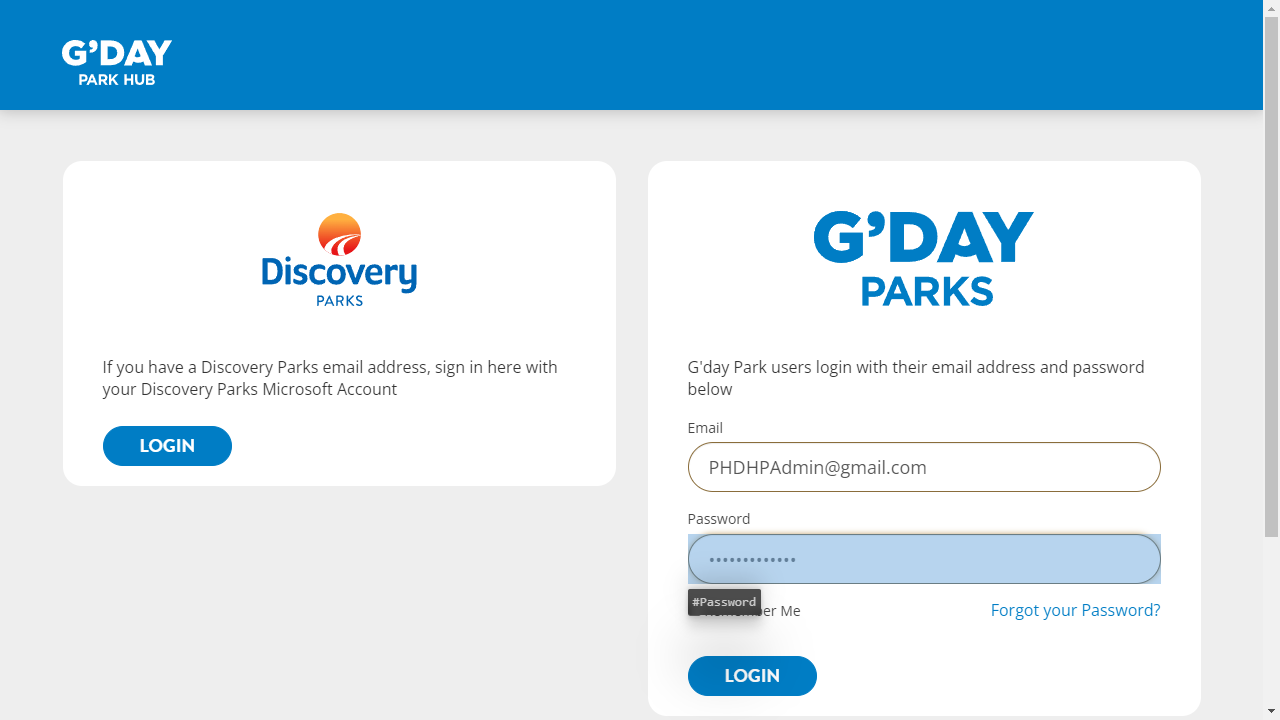 G'DAY
PARK HUB
Discovery
PARKS
If you have a Discovery Parks email address, sign in here with
your Discovery Parks Microsoft Account
LOGIN
G'DAY
PARKS
G'day Park users login with their email address and password
below
Email
PHDHPAdmin@gmail.com
Password
•••••••••••••
#Password
Remember Me
Forgot your Password?
LOGIN